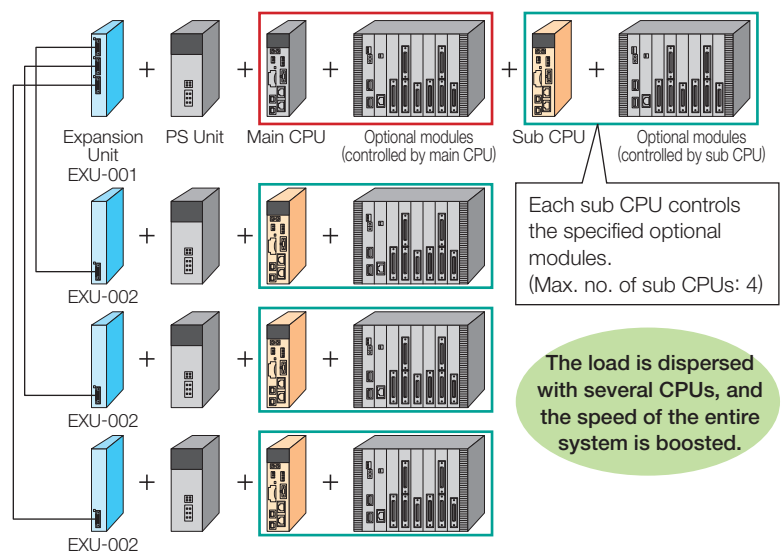 Expansion
Unit
EXU-001
PS Unit
Main CPU
Optional modules
(controlled by main CPU)
Sub CPU
Optional modules
(controlled by sub CPU)
Each sub CPU controls
the specified optional
modules.
(Max. no. of sub CPUs: 4)
EXU-002
EXU-002
EXU-002
The load is dispersed
with several CPUs, and
the speed of the entire
system is boosted.